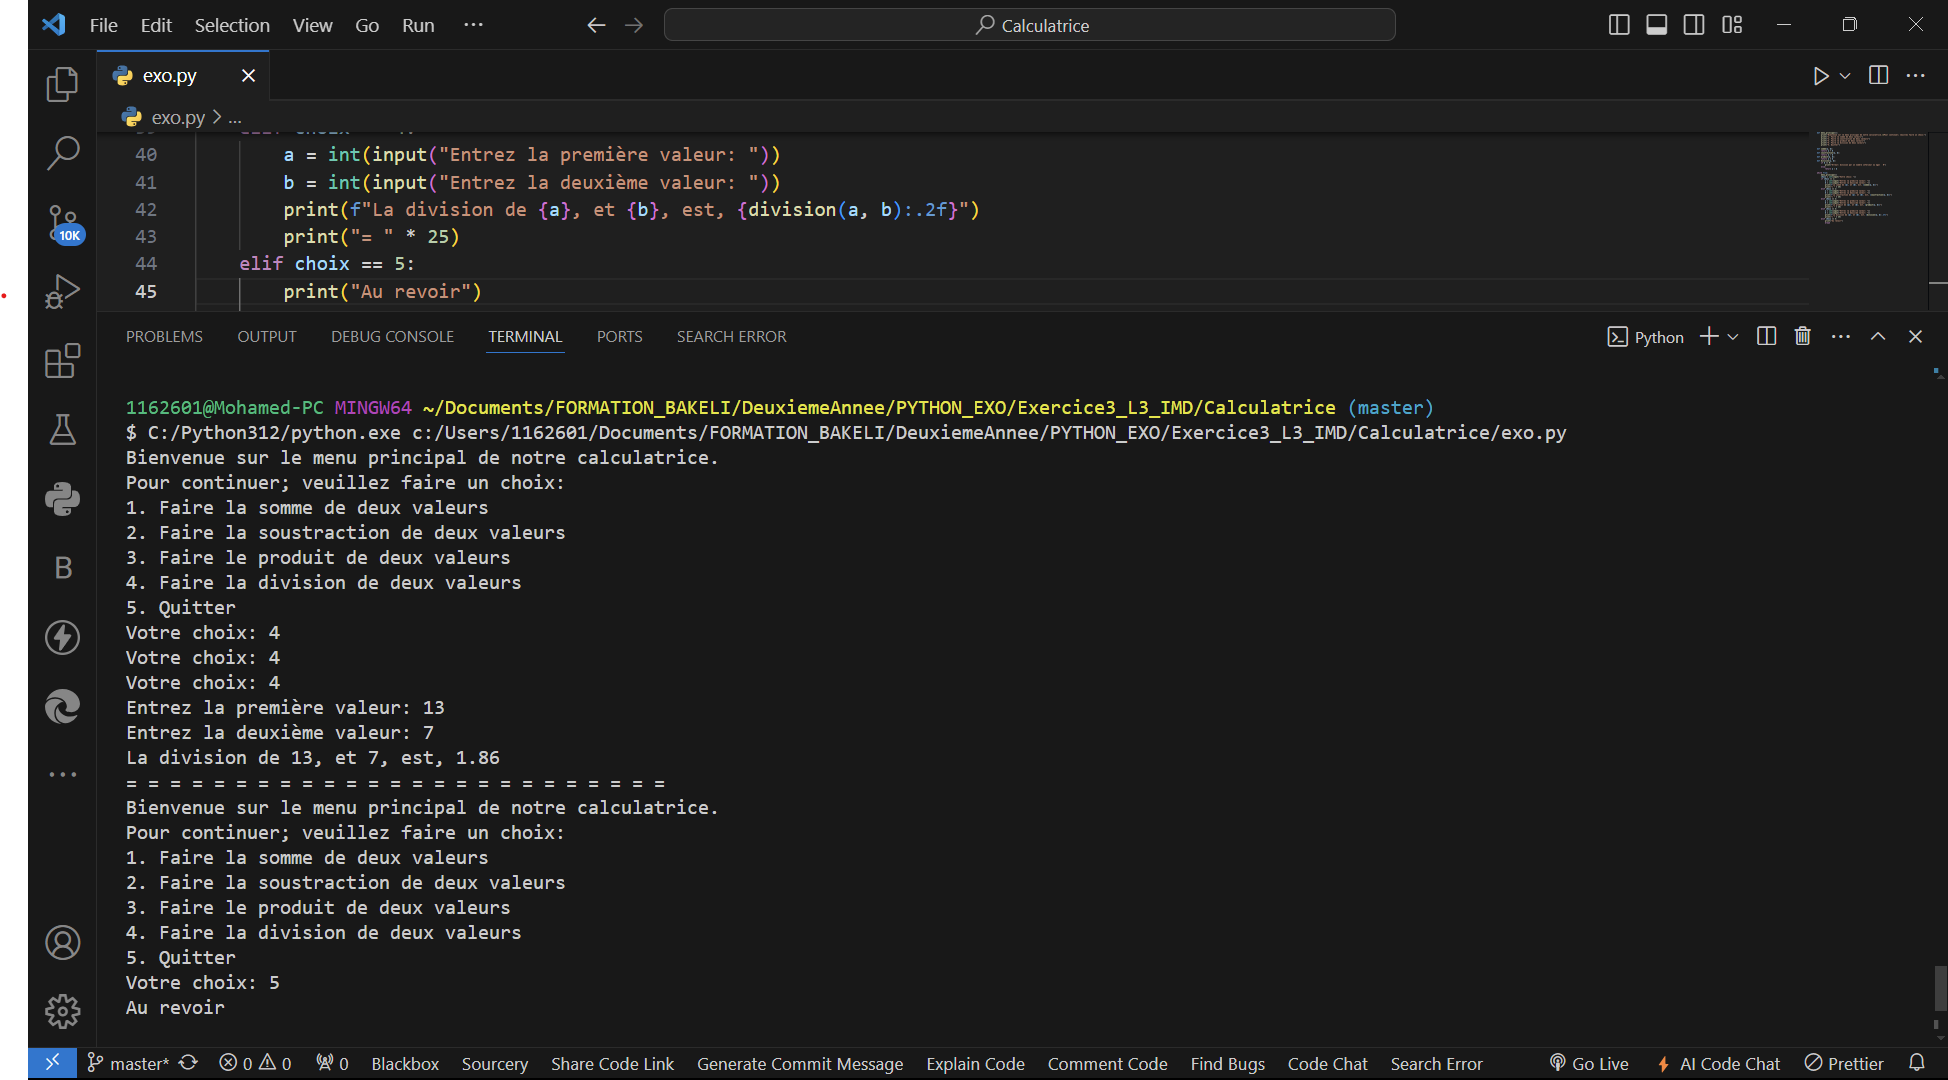 File Edit Selection View Go Run ···
Calculatrice
exo.py
exo.py > ...
40 a = int(input("Entrez la première valeur: "))
41 b = int(input("Entrez la deuxième valeur: "))
42 print(f"La division de {a}, et {b}, est, {division(a, b):.2f}")
43 print("= " * 25)
44 elif choix == 5:
45 print("Au revoir")
10K
B
PROBLEMS OUTPUT DEBUG CONSOLE TERMINAL PORTS SEARCH ERROR
Python
1162601@Mohamed-PC MINGW64 ~/Documents/FORMATION_BAKELI/DeuxiemeAnnee/PYTHON_EXO/Exercice3_L3_IMD/Calculatrice (master)
$ C:/Python312/python.exe c:/Users/1162601/Documents/FORMATION_BAKELI/DeuxiemeAnnee/PYTHON_EXO/Exercice3_L3_IMD/Calculatrice/exo.py
Bienvenue sur le menu principal de notre calculatrice.
Pour continuer; veuillez faire un choix:
1. Faire la somme de deux valeurs
2. Faire la soustraction de deux valeurs
3. Faire le produit de deux valeurs
4. Faire la division de deux valeurs
5. Quitter
Votre choix: 4
Votre choix: 4
Votre choix: 4
Entrez la première valeur: 13
Entrez la deuxième valeur: 7
La division de 13, et 7, est, 1.86
= = = = = = = = = = = = = = = = = = = = = = = = =
Bienvenue sur le menu principal de notre calculatrice.
Pour continuer; veuillez faire un choix:
1. Faire la somme de deux valeurs
2. Faire la soustraction de deux valeurs
3. Faire le produit de deux valeurs
4. Faire la division de deux valeurs
5. Quitter
Votre choix: 5
Au revoir
master* 0 0 0 Blackbox Sourcery Share Code Link Generate Commit Message Explain Code Comment Code Find Bugs Code Chat Search Error Go Live AI Code Chat Prettier